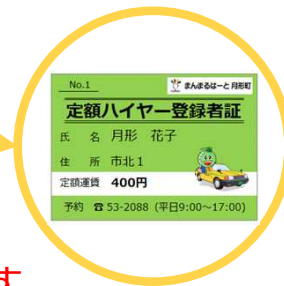 No.1
まんまるはーと月形町
定額ハイヤー登録者証
氏　名 月形　花子
住　所 市北1
定額運賃 400円
予約 ☎ 53-2088 (平日9:00～17:00)
す